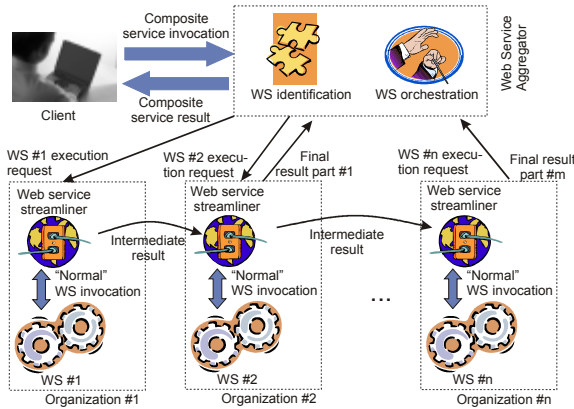 Composite
service invocation
Composite
service result
Client
WS identification
WS orchestration
Web Service
Aggregator
WS #1 execution
request
WS #2 execu-
tion request
Final
result part #1
WS #n execu-
tion request
Final result
part #m
Web service
streamliner
Web service
streamliner
Web service
streamliner
Intermediate
result
Intermediate
result
“Normal”
WS invocation
“Normal”
WS invocation
“Normal”
WS invocation
...
WS #1
WS #2
WS #n
Organization #1
Organization #2
Organization #n